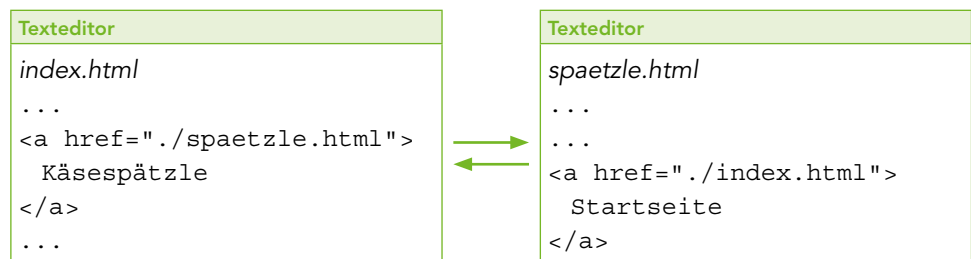 Texteditor
index.html
...
<a href="./spaetzle.html">
Käsespätzle
</a>
...
Texteditor
spaetzle.html
...
...
<a href="./index.html">
Startseite
</a>